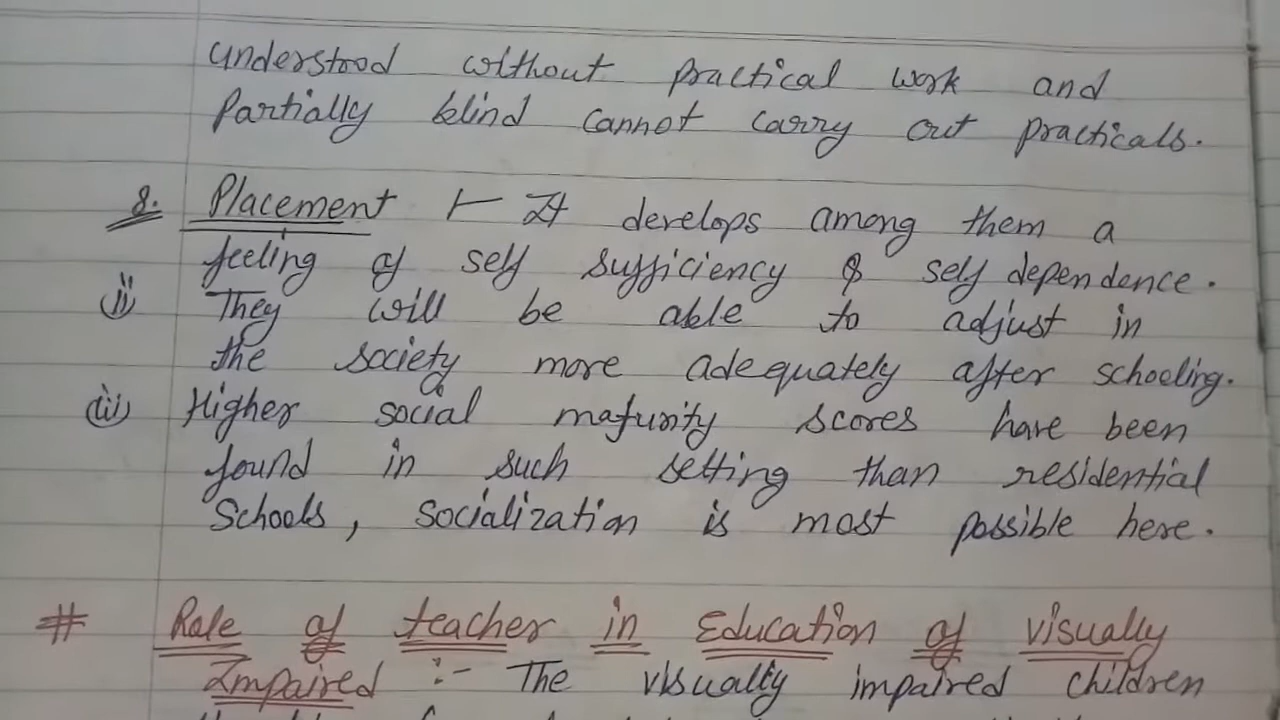 understood without practical work and
Partially blind cannot carry out practicals.
8. Placement :- It develops among them a
feeling of self sufficiency & self dependence.
ii) They will be able to adjust in
the society more adequately after schooling.
iii) Higher social maturity scores have been
found in such setting than residential
Schools, socialization is most possible here.
# Role of teacher in Education of visually
Impaired :- The visually impaired children